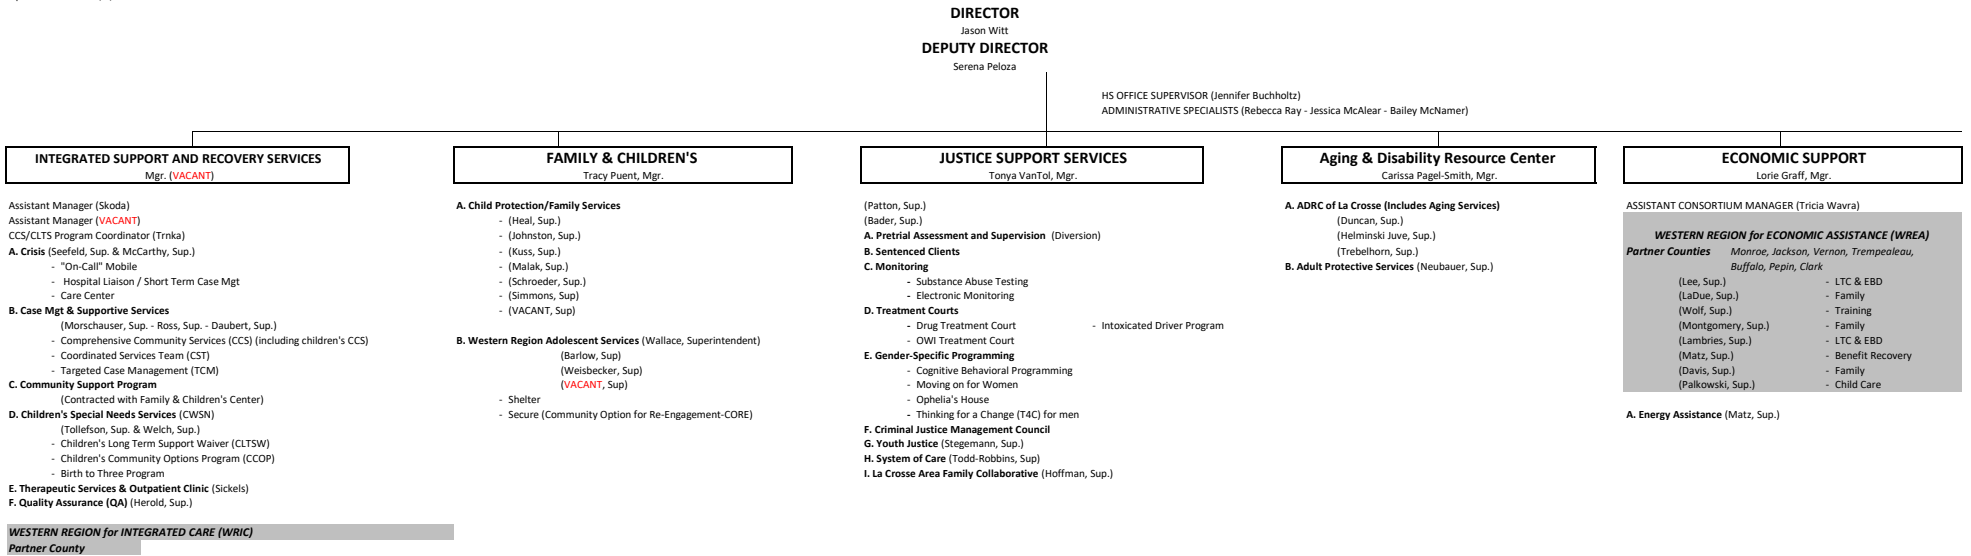 DIRECTOR
Jason Witt
DEPUTY DIRECTOR
Serena Peloza
HS OFFICE SUPERVISOR (Jennifer Buchholtz)
ADMINISTRATIVE SPECIALISTS (Rebecca Ray - Jessica McAlear - Bailey McNamer)
INTEGRATED SUPPORT AND RECOVERY SERVICES
Mgr. (VACANT)
Assistant Manager (Skoda)
Assistant Manager (VACANT)
CCS/CLTS Program Coordinator (Trnka)
A. Crisis (Seefeld, Sup. & McCarthy, Sup.)
- "On-Call" Mobile
- Hospital Liaison / Short Term Case Mgt
- Care Center
B. Case Mgt & Supportive Services
(Morschauser, Sup. - Ross, Sup. - Daubert, Sup.)
- Comprehensive Community Services (CCS) (including children's CCS)
- Coordinated Services Team (CST)
- Targeted Case Management (TCM)
C. Community Support Program
(Contracted with Family & Children's Center)
D. Children's Special Needs Services (CWSN)
(Tollefson, Sup. & Welch, Sup.)
- Children's Long Term Support Waiver (CLTSW)
- Children's Community Options Program (CCOP)
- Birth to Three Program
E. Therapeutic Services & Outpatient Clinic (Sickels)
F. Quality Assurance (QA) (Herold, Sup.)
WESTERN REGION for INTEGRATED CARE (WRIC)
Partner County
FAMILY & CHILDREN'S
Tracy Puent, Mgr.
A. Child Protection/Family Services
- (Heal, Sup.)
- (Johnston, Sup.)
- (Kuss, Sup.)
- (Malak, Sup.)
- (Schroeder, Sup.)
- (Simmons, Sup)
- (VACANT, Sup)
B. Western Region Adolescent Services (Wallace, Superintendent)
(Barlow, Sup)
(Weisbecker, Sup)
(VACANT, Sup)
- Shelter
- Secure (Community Option for Re-Engagement-CORE)
JUSTICE SUPPORT SERVICES
Tonya VanTol, Mgr.
(Patton, Sup.)
(Bader, Sup.)
A. Pretrial Assessment and Supervision (Diversion)
B. Sentenced Clients
C. Monitoring
- Substance Abuse Testing
- Electronic Monitoring
D. Treatment Courts
- Drug Treatment Court - Intoxicated Driver Program
- OWI Treatment Court
E. Gender-Specific Programming
- Cognitive Behavioral Programming
- Moving on for Women
- Ophelia's House
- Thinking for a Change (T4C) for men
F. Criminal Justice Management Council
G. Youth Justice (Stegemann, Sup.)
H. System of Care (Todd-Robbins, Sup)
I. La Crosse Area Family Collaborative (Hoffman, Sup.)
Aging & Disability Resource Center
Carissa Pagel-Smith, Mgr.
A. ADRC of La Crosse (Includes Aging Services)
(Duncan, Sup.)
(Helminski Juve, Sup.)
(Trebelhorn, Sup.)
B. Adult Protective Services (Neubauer, Sup.)
ECONOMIC SUPPORT
Lorie Graff, Mgr.
ASSISTANT CONSORTIUM MANAGER (Tricia Wavra)
WESTERN REGION for ECONOMIC ASSISTANCE (WREA)
Partner Counties Monroe, Jackson, Vernon, Trempealeau,
Buffalo, Pepin, Clark
(Lee, Sup.) - LTC & EBD
(LaDue, Sup.) - Family
(Wolf, Sup.) - Training
(Montgomery, Sup.) - Family
(Lambries, Sup.) - LTC & EBD
(Matz, Sup.) - Benefit Recovery
(Davis, Sup.) - Family
(Palkowski, Sup.) - Child Care
A. Energy Assistance (Matz, Sup.)